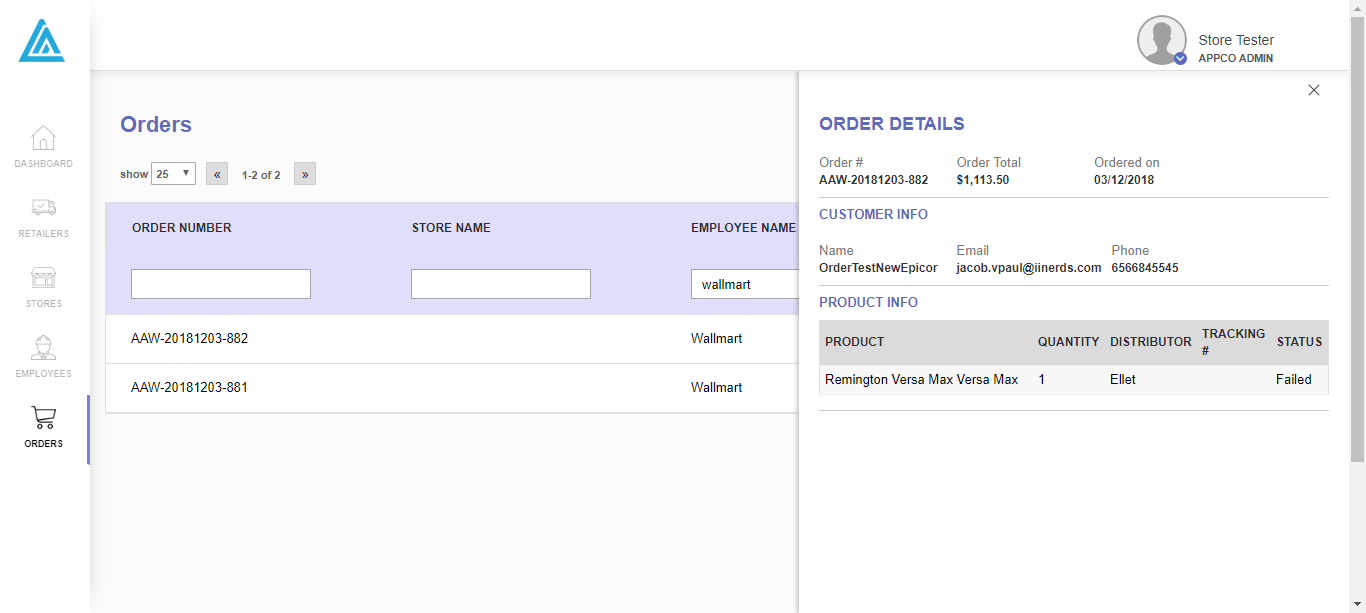 Store Tester
APPCO ADMIN
DASHBOARD
RETAILERS
STORES
EMPLOYEES
ORDERS
Orders
show 25 « 1-2 of 2 »
ORDER NUMBER STORE NAME EMPLOYEE NAME
wallmart
AAW-20181203-882 Wallmart
AAW-20181203-881 Wallmart
ORDER DETAILS
Order # Order Total Ordered on
AAW-20181203-882 $1,113.50 03/12/2018
CUSTOMER INFO
Name Email Phone
OrderTestNewEpicor jacob.vpaul@iinerds.com 6566845545
PRODUCT INFO
PRODUCT QUANTITY DISTRIBUTOR TRACKING # STATUS
Remington Versa Max Versa Max 1 Ellet Failed